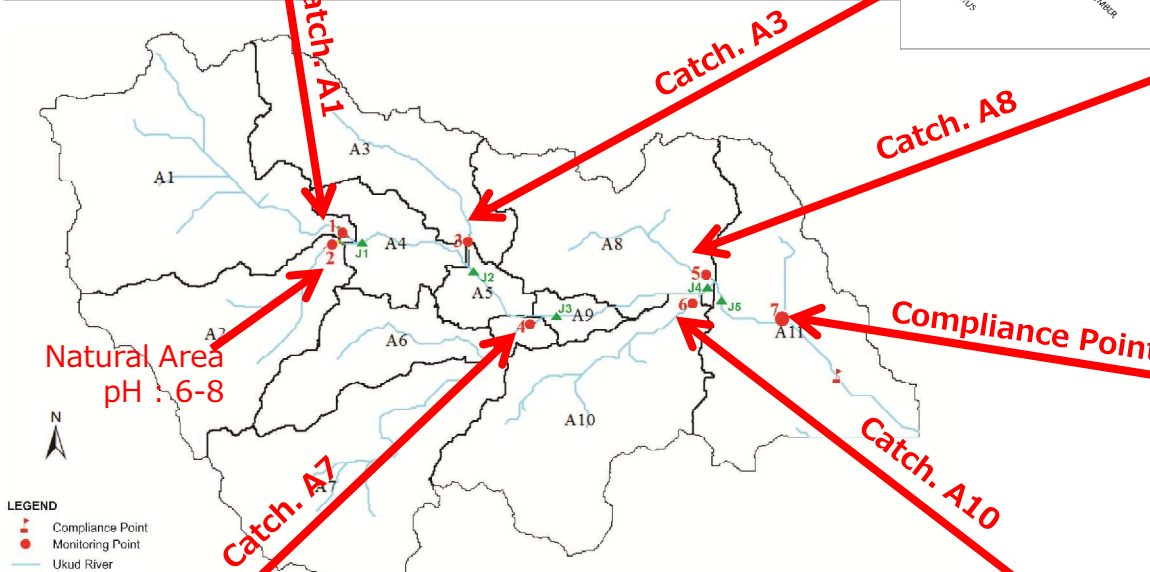 Catch. A1
Catch. A3
Catch. A8
A3
A1
1
2
J1
A4
3
J2
A8
5
J4
6
J5
A5
J3
A9
4
7
A11
Compliance Point
A6
Natural Area
pH : 6-8
A10
Catch. A7
Catch. A10
A7
N
LEGEND
Compliance Point
Monitoring Point
Ukud River